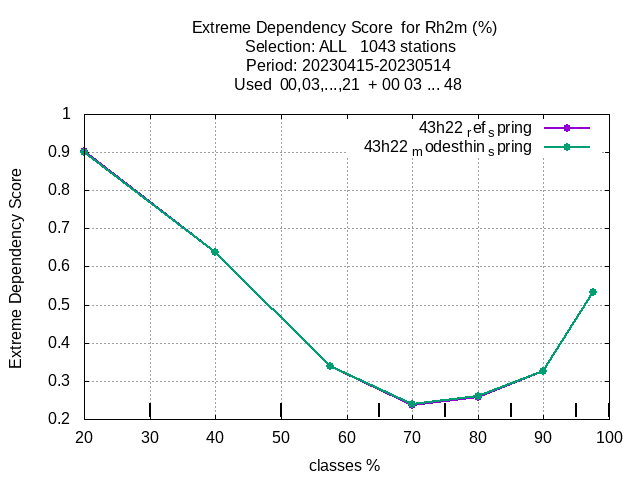 Extreme Dependency Score  for Rh2m (%)
Selection: ALL   1043 stations
Period: 20230415-20230514
Used  00,03,...,21  + 00 03 ... 48
43h22 ref spring
43h22 modesthin spring
Extreme Dependency Score
1
0.9
0.8
0.7
0.6
0.5
0.4
0.3
0.2
20 30 40 50 60 70 80 90 100
classes %